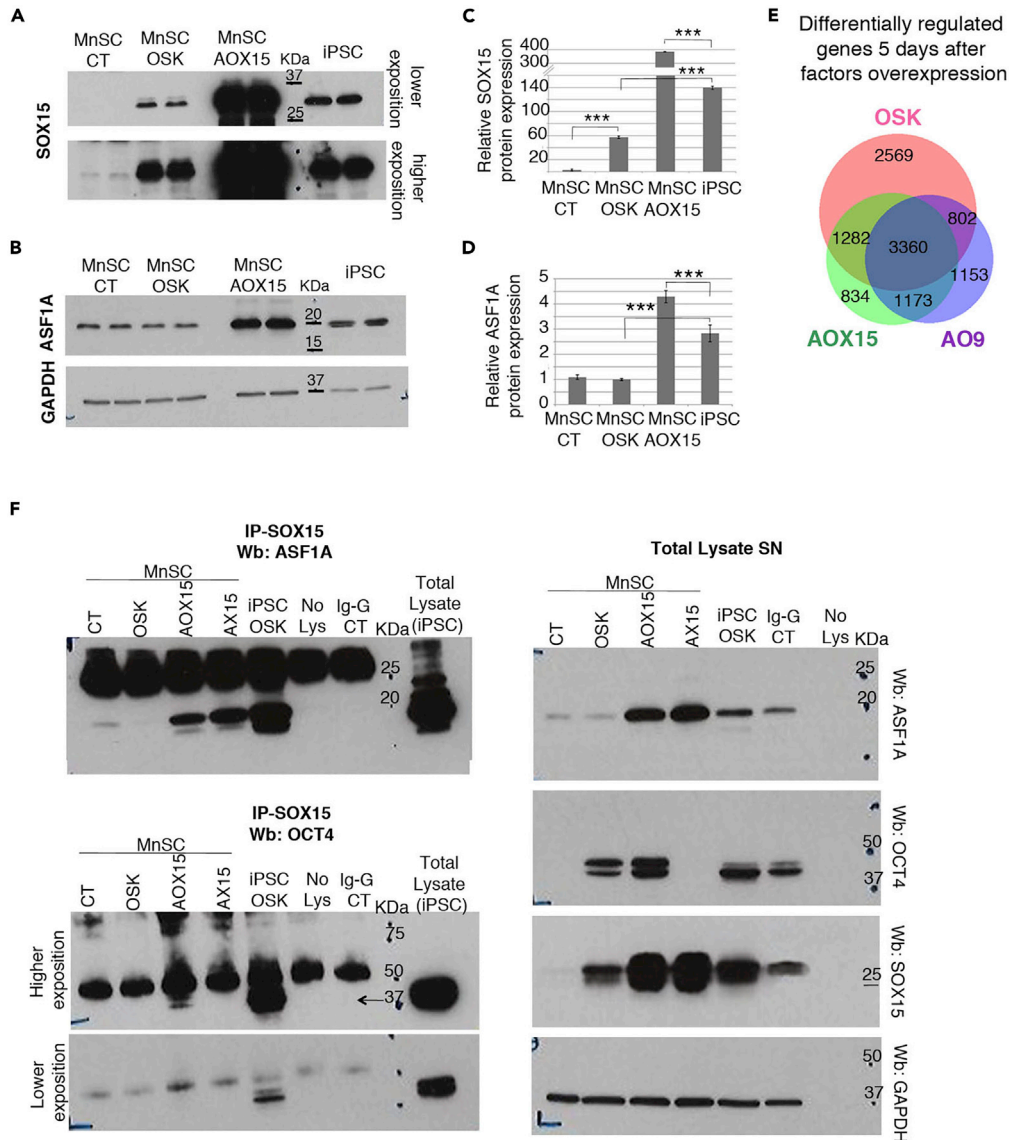 A
MnSC
CT
MnSC
OSK
MnSC
AOX15
KDa
iPSC
37
25
SOX15
lower
exposition
higher
exposition
B
MnSC
CT
MnSC
OSK
MnSC
AOX15
KDa
iPSC
20
15
ASF1A
37
GAPDH
C
Relative SOX15
protein expression
400
300
140
100
60
20
***
***
***
MnSC
CT
MnSC
OSK
MnSC
AOX15
iPSC
D
Relative ASF1A
protein expression
5
4
3
2
1
0
***
***
MnSC
CT
MnSC
OSK
MnSC
AOX15
iPSC
E
Differentially regulated
genes 5 days after
factors overexpression
OSK
2569
802
1282
3360
1153
834
1173
AOX15
AO9
F
IP-SOX15
Wb: ASF1A
MnSC
CT
OSK
AOX15
AX15
iPSC
OSK
No
Lys
Ig-G
CT
KDa
Total
Lysate
(iPSC)
25
20
IP-SOX15
Wb: OCT4
MnSC
CT
OSK
AOX15
AX15
iPSC
OSK
No
Lys
Ig-G
CT
KDa
Total
Lysate
(iPSC)
Higher
exposition
75
50
37
Lower
exposition
Total Lysate SN
MnSC
CT
OSK
AOX15
AX15
iPSC
OSK
Ig-G
CT
No
Lys
KDa
25
20
Wb: ASF1A
50
37
Wb: OCT4
25
Wb: SOX15
50
37
Wb: GAPDH